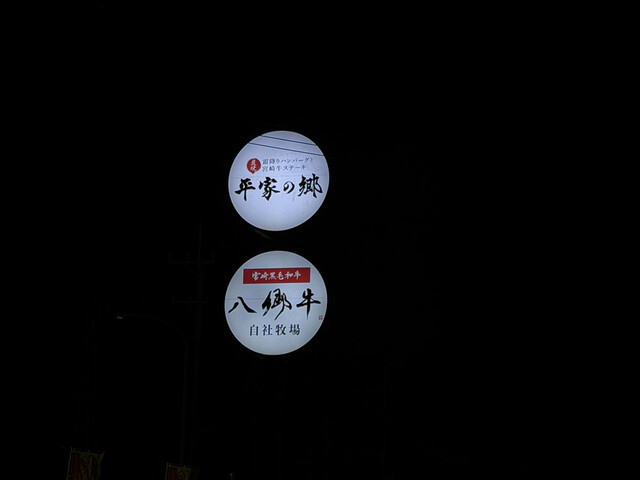 霜降りハンバーグと
宮崎牛ステーキ
平家の郷
宮崎黒毛和牛
八郷牛
自社牧場